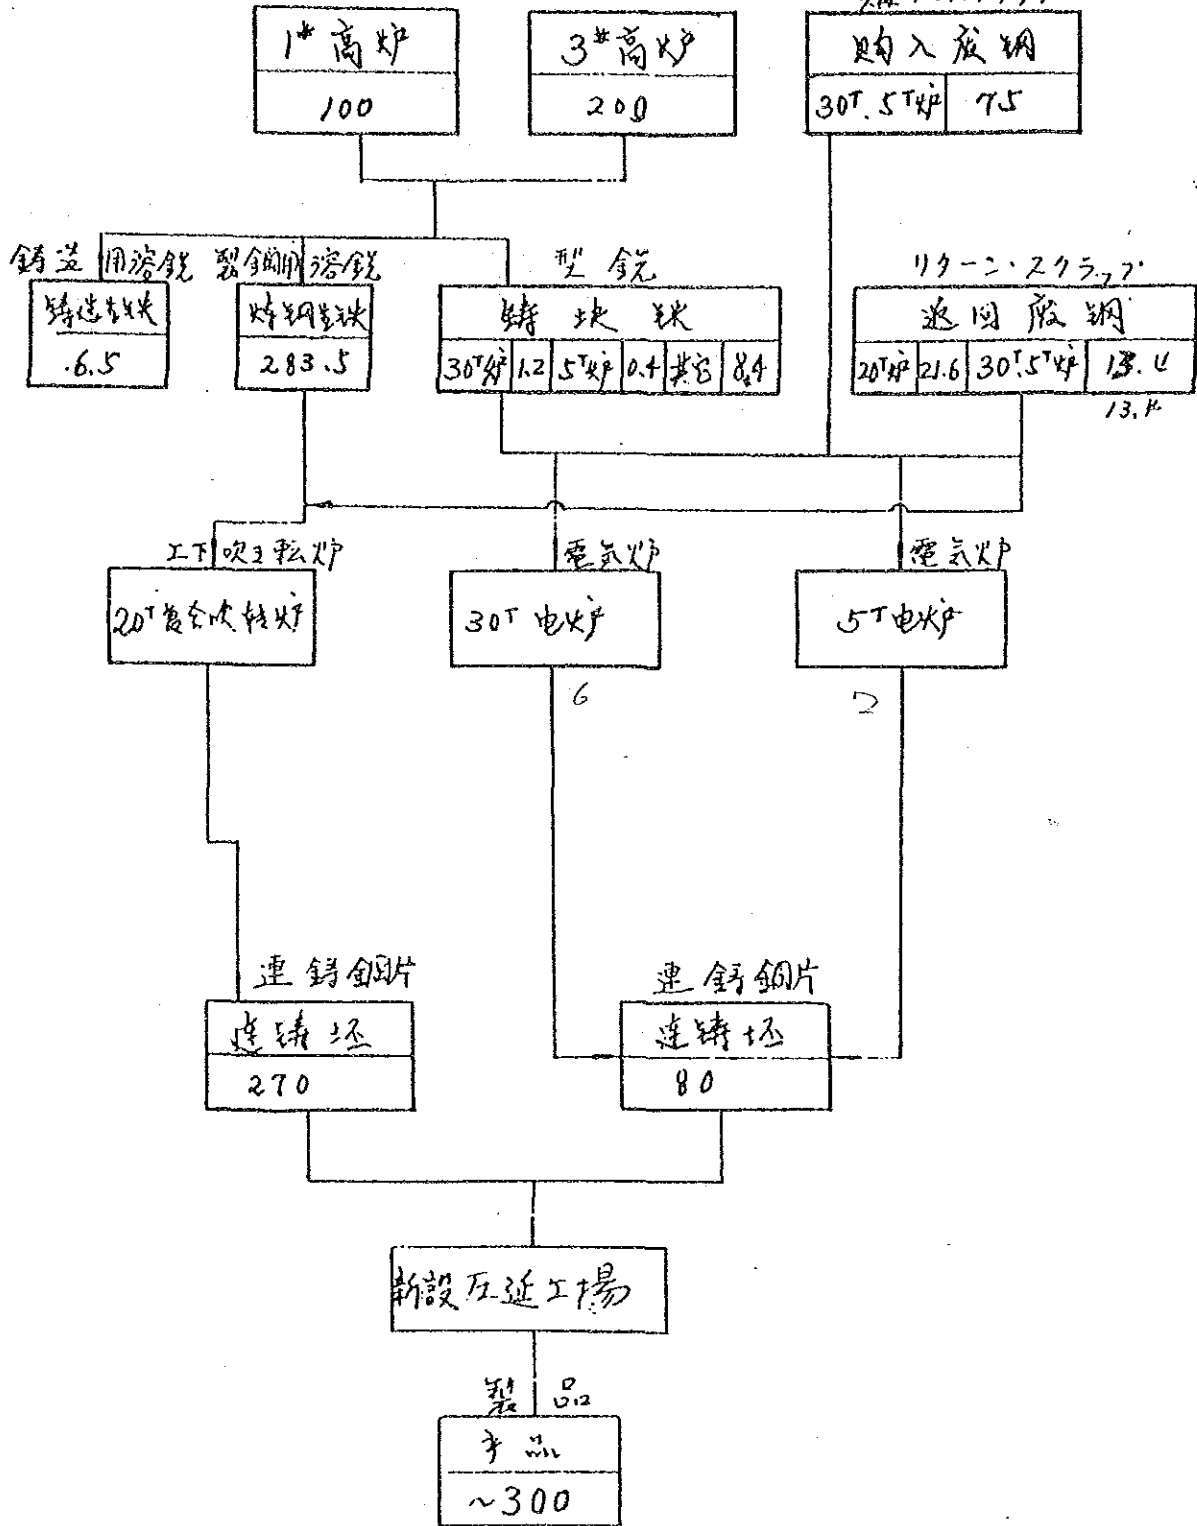 1# 高炉
100
3# 高炉
200
购入废钢
30T.5T炉 75
鋳造用溶銑
铸造生铁
6.5
製鋼用溶銑
炼钢生铁
283.5
型銑
铸块铁
30T炉 1.2 5T炉 0.4 其它 8.4
リターン・スクラップ
返回废钢
20T炉 21.6 30T.5T炉 13.4
13.4
上下吹き転炉
20T复合吹转炉
電気炉
30T电炉
6
電気炉
5T电炉
2
連鋳鋼片
连铸坯
270
連鋳鋼片
连铸坯
80
新設圧延工場
製品
产品
~300